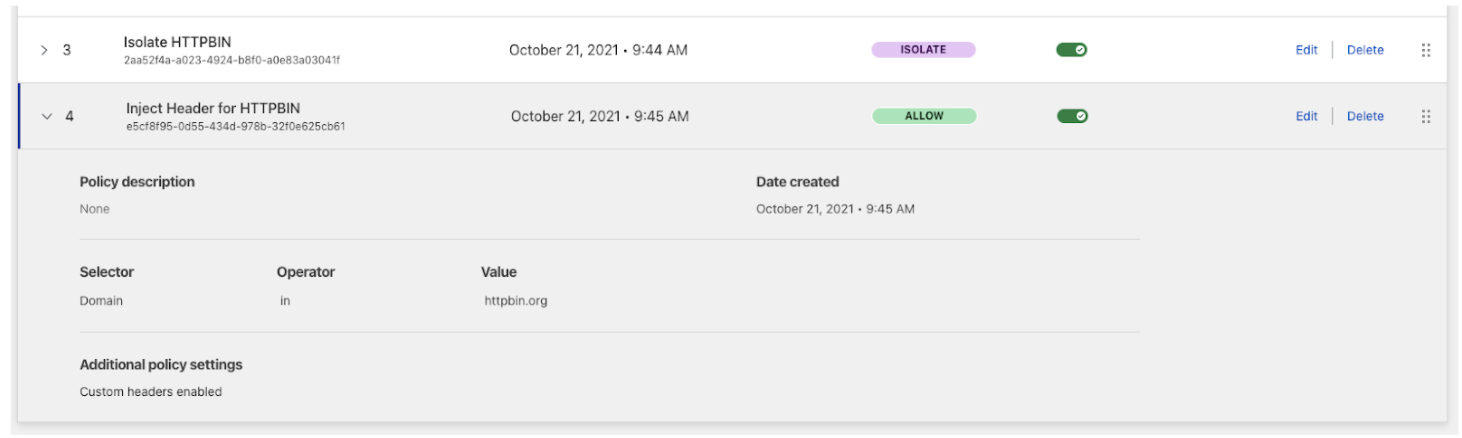 3 Isolate HTTPBIN October 21, 2021 • 9:44 AM ISOLATE Edit Delete
2aa52f4a-a023-4924-b8f0-a0e83a03041f
4 Inject Header for HTTPBIN October 21, 2021 • 9:45 AM ALLOW Edit Delete
e5cf8f95-0d55-434d-978b-32f0e625cb61
Policy description Date created
None October 21, 2021 • 9:45 AM
Selector Operator Value
Domain in httpbin.org
Additional policy settings
Custom headers enabled